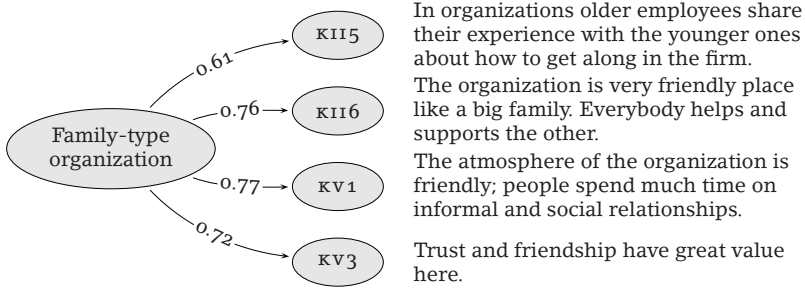 In organizations older employees share
their experience with the younger ones
about how to get along in the firm.
KII5
0.61
The organization is very friendly place
like a big family. Everybody helps and
supports the other.
KII6
0.76
Family-type
organization
The atmosphere of the organization is
friendly; people spend much time on
informal and social relationships.
KV1
0.77
0.72
KV3
Trust and friendship have great value
here.